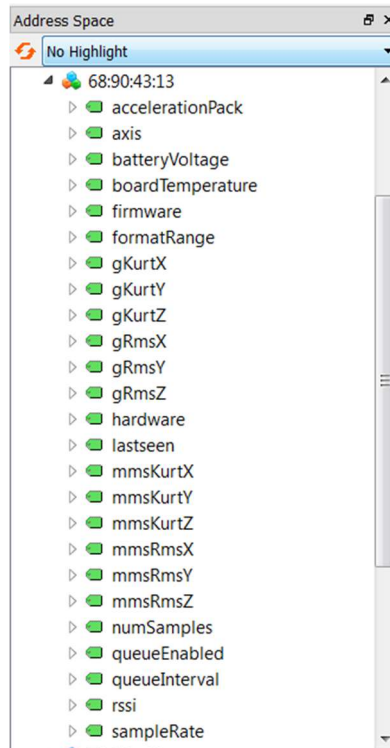 Address Space
No Highlight
68:90:43:13
accelerationPack
axis
batteryVoltage
boardTemperature
firmware
formatRange
gKurtX
gKurtY
gKurtZ
gRmsX
gRmsY
gRmsZ
hardware
lastseen
mmsKurtX
mmsKurtY
mmsKurtZ
mmsRmsX
mmsRmsY
mmsRmsZ
numSamples
queueEnabled
queueInterval
rssi
sampleRate